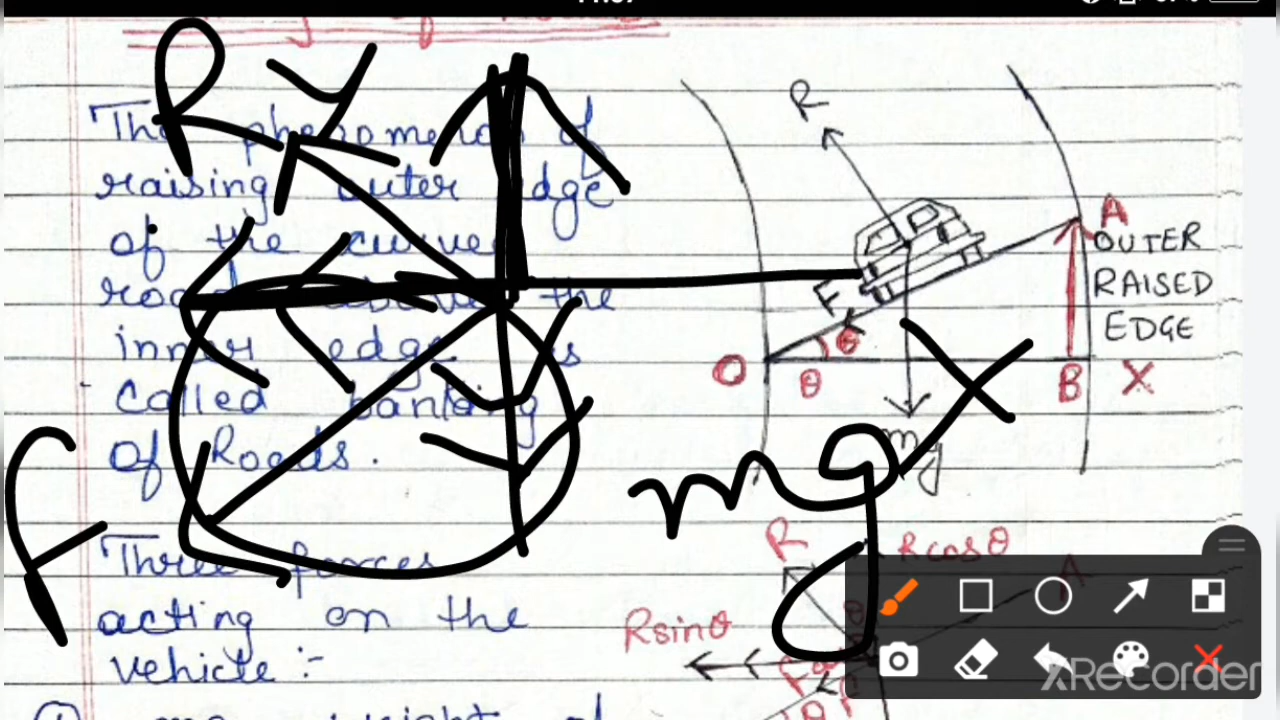 The phenomenon of
raising outer edge
of the curved
road above the
inner edge is
called banking
of Roads.
Three forces
acting on the
vehicle :-
R
Y
F
mg
X
R
F
θ
O
θ
A
OUTER
RAISED
EDGE
B
X
mg
R
Rcosθ
A
θ
Rsinθ
F
θ
XRecorder